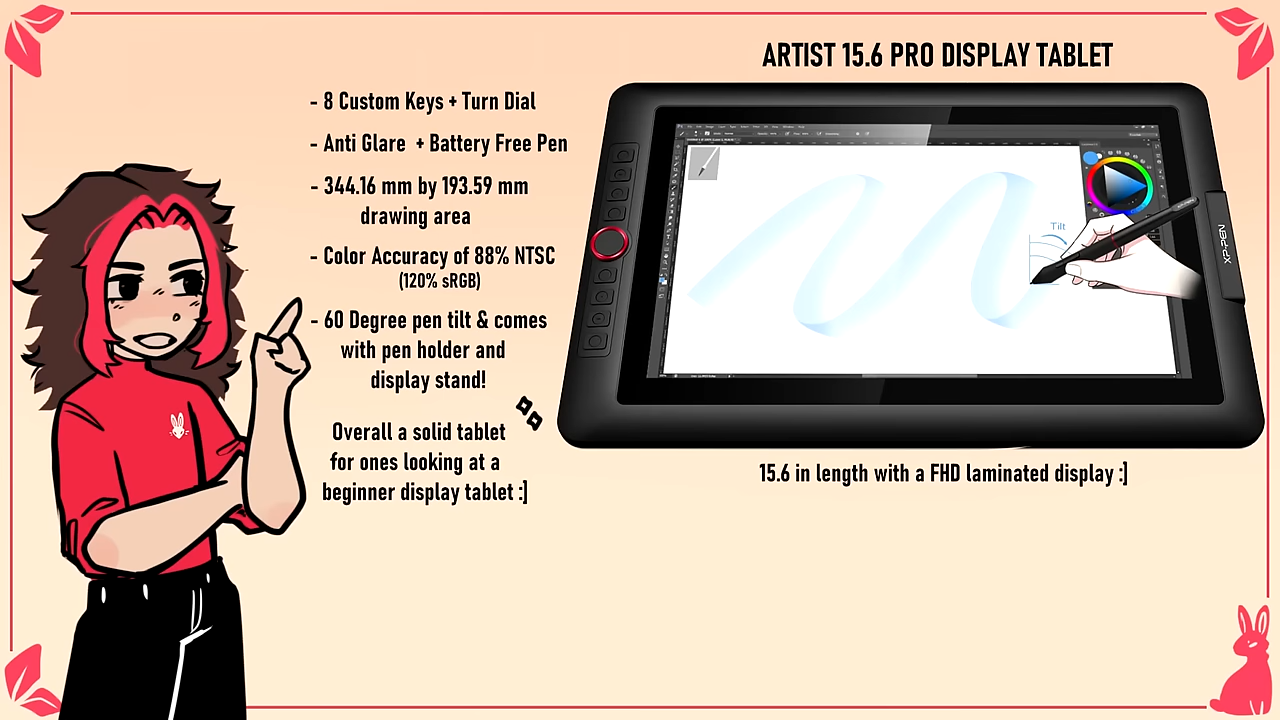 ARTIST 15.6 PRO DISPLAY TABLET
- 8 Custom Keys + Turn Dial
- Anti Glare + Battery Free Pen
- 344.16 mm by 193.59 mm
drawing area
- Color Accuracy of 88% NTSC
(120% sRGB)
- 60 Degree pen tilt & comes
with pen holder and
display stand!
Overall a solid tablet
for ones looking at a
beginner display tablet :]
Tilt
XP-PEN
15.6 in length with a FHD laminated display :]